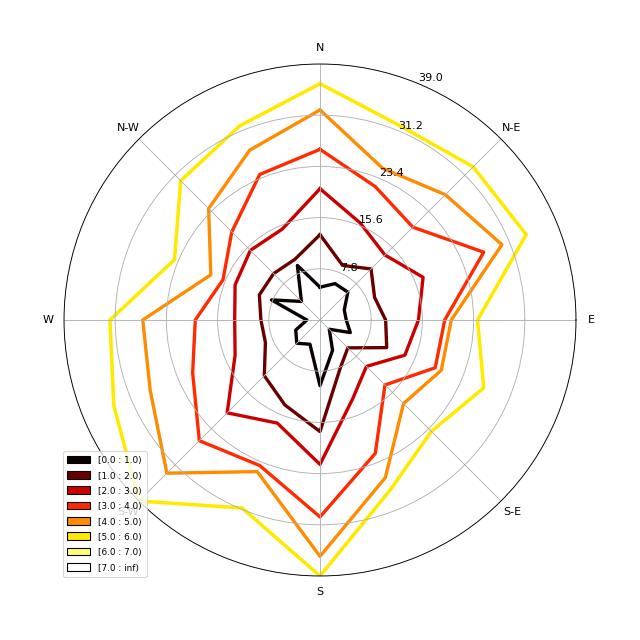 N
39.0
N-W
31.2
N-E
23.4
15.6
7.8
W
E
[0.0 : 1.0)
[1.0 : 2.0)
[2.0 : 3.0)
[3.0 : 4.0)
[4.0 : 5.0)
S-W
S-E
[5.0 : 6.0)
[6.0 : 7.0)
[7.0 : inf)
S